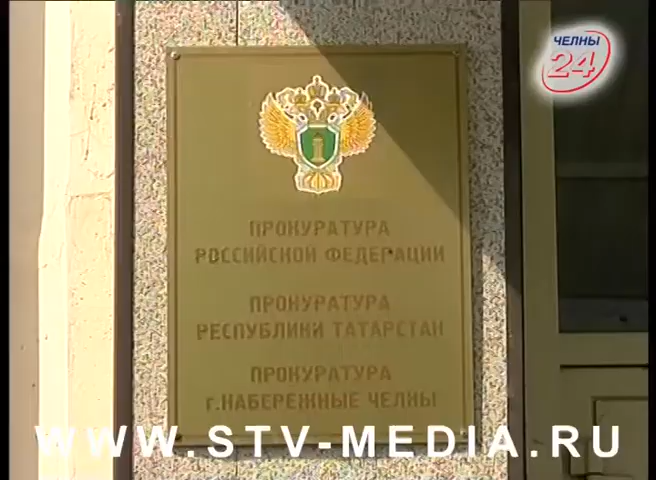 ЧЕЛНЫ
24
ПРОКУРАТУРА
РОССИЙСКОЙ ФЕДЕРАЦИИ
ПРОКУРАТУРА
РЕСПУБЛИКИ ТАТАРСТАН
ПРОКУРАТУРА
г.НАБЕРЕЖНЫЕ ЧЕЛНЫ
WWW.STV-MEDIA.RU